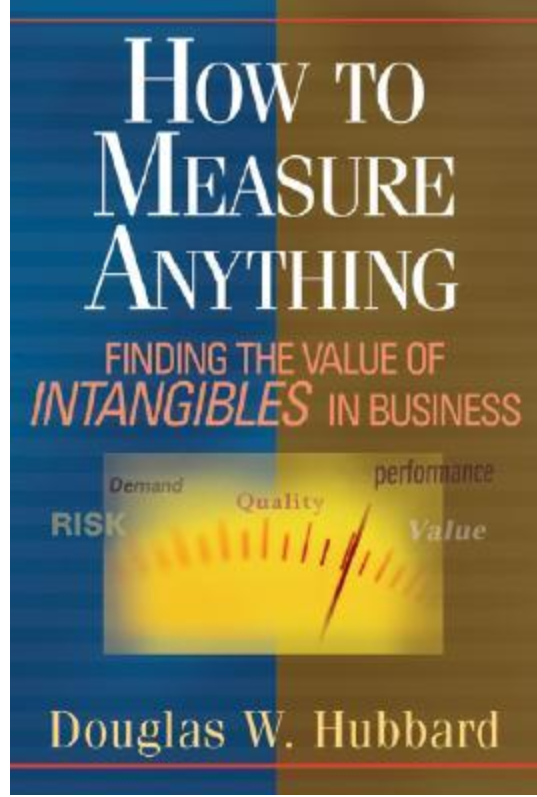 HOW TO
MEASURE
ANYTHING
FINDING THE VALUE OF
INTANGIBLES IN BUSINESS
Demand
performance
Quality
RISK
Value
Douglas W. Hubbard